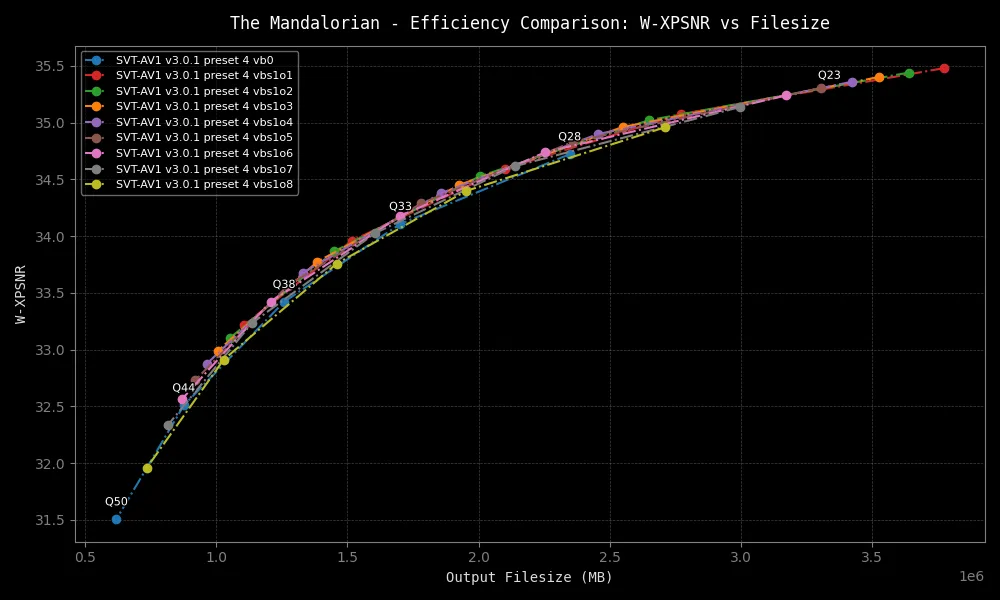 The Mandalorian - Efficiency Comparison: W-XPSNR vs Filesize
SVT-AV1 v3.0.1 preset 4 vb0
SVT-AV1 v3.0.1 preset 4 vbs1o1
SVT-AV1 v3.0.1 preset 4 vbs1o2
SVT-AV1 v3.0.1 preset 4 vbs1o3
SVT-AV1 v3.0.1 preset 4 vbs1o4
SVT-AV1 v3.0.1 preset 4 vbs1o5
SVT-AV1 v3.0.1 preset 4 vbs1o6
SVT-AV1 v3.0.1 preset 4 vbs1o7
SVT-AV1 v3.0.1 preset 4 vbs1o8
W-XPSNR
35.5
35.0
34.5
34.0
33.5
33.0
32.5
32.0
31.5
Q23
Q28
Q33
Q38
Q44
Q50
0.5 1.0 1.5 2.0 2.5 3.0 3.5
1e6
Output Filesize (MB)